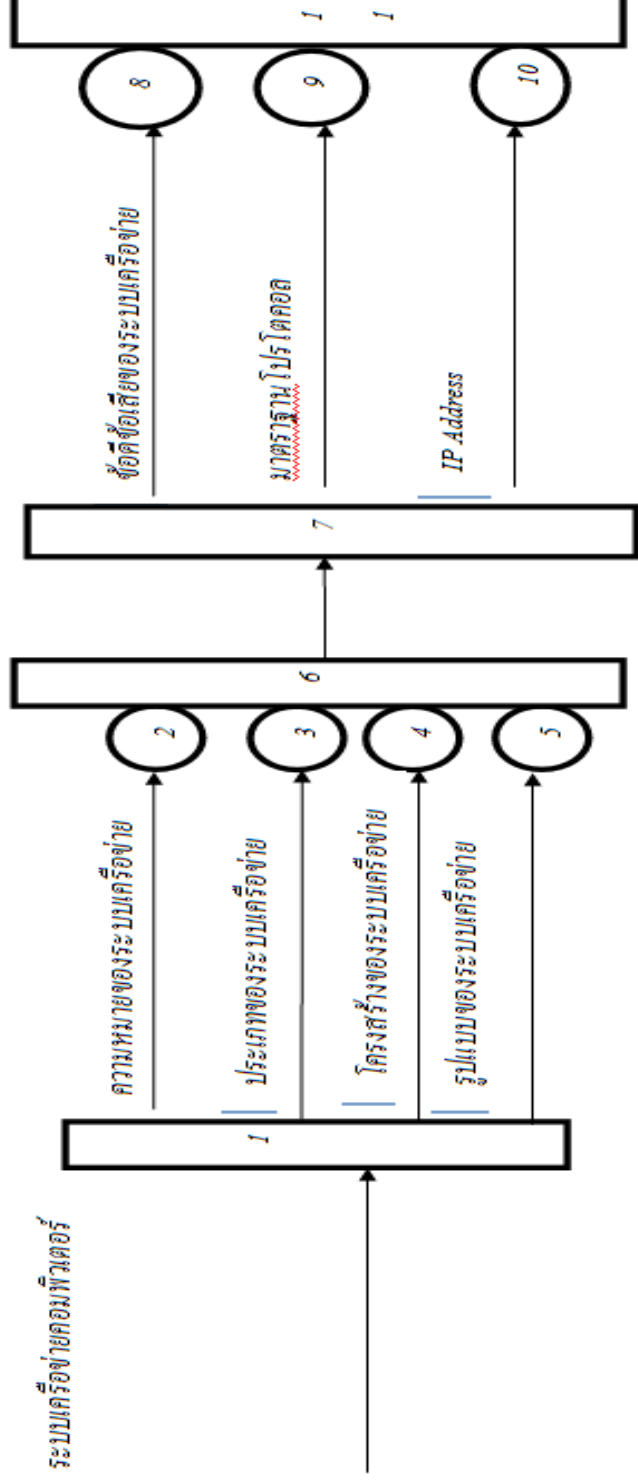 ระบบเครือข่ายคอมพิวเตอร์
1
ความหมายของระบบเครือข่าย
2
ประเภทของระบบเครือข่าย
3
โครงสร้างของระบบเครือข่าย
4
รูปแบบของระบบเครือข่าย
5
6
7
ข้อดีข้อเสียของระบบเครือข่าย
8
มาตราฐานโปรโตคอล
9
IP Address
10
1
1